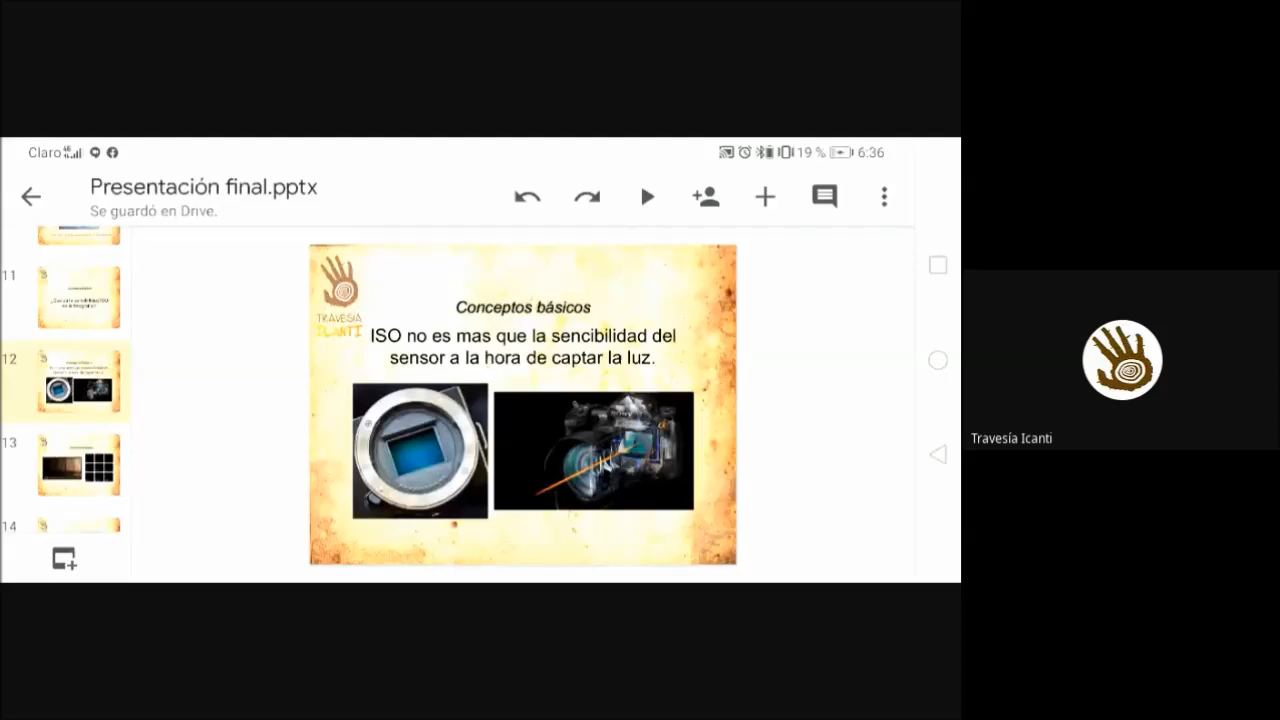 Claro 19 % 6:36
Presentación final.pptx
Se guardó en Drive.
11
12
13
14
TRAVESIA
ICANTI
Conceptos básicos
ISO no es mas que la sencibilidad del
sensor a la hora de captar la luz.
Travesía Icanti